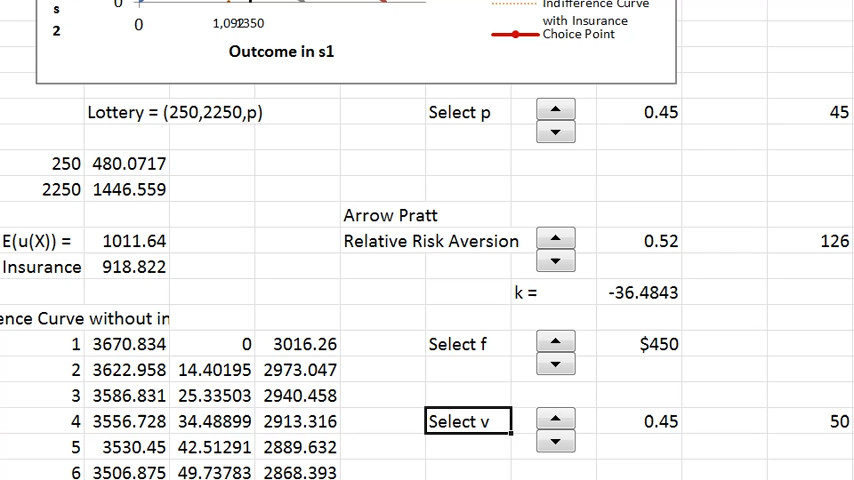 Indifference Curve
with Insurance
Choice Point
s
2
0
0
Outcome in s1
Lottery = (250,2250,p)
Select p
0.45
45
250
480.0717
2250
1446.559
Arrow Pratt
E(u(X)) =
1011.64
Relative Risk Aversion
0.52
126
Insurance
918.822
k =
-36.4843
ence Curve without in
1
3670.834
0
3016.26
Select f
$450
2
3622.958
14.40195
2973.047
3
3586.831
25.33503
2940.458
4
3556.728
34.48899
2913.316
Select v
0.45
50
5
3530.45
42.51291
2889.632
6
3506.875
49.73783
2868.393